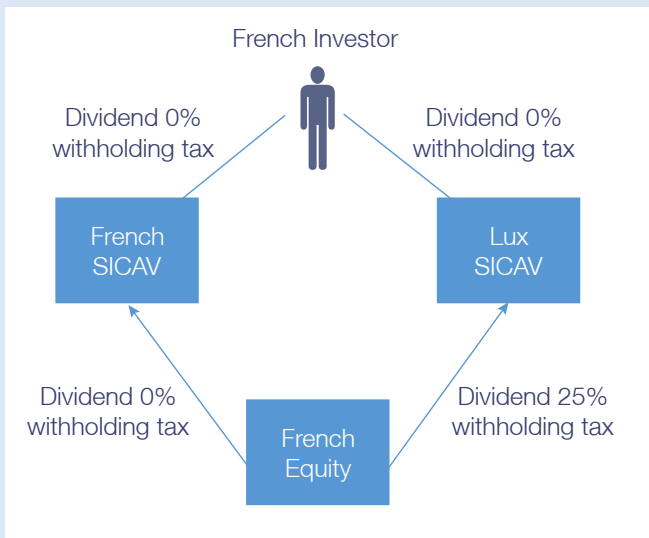 French Investor
Dividend 0%
withholding tax
Dividend 0%
withholding tax
French
SICAV
Lux
SICAV
Dividend 0%
withholding tax
Dividend 25%
withholding tax
French
Equity